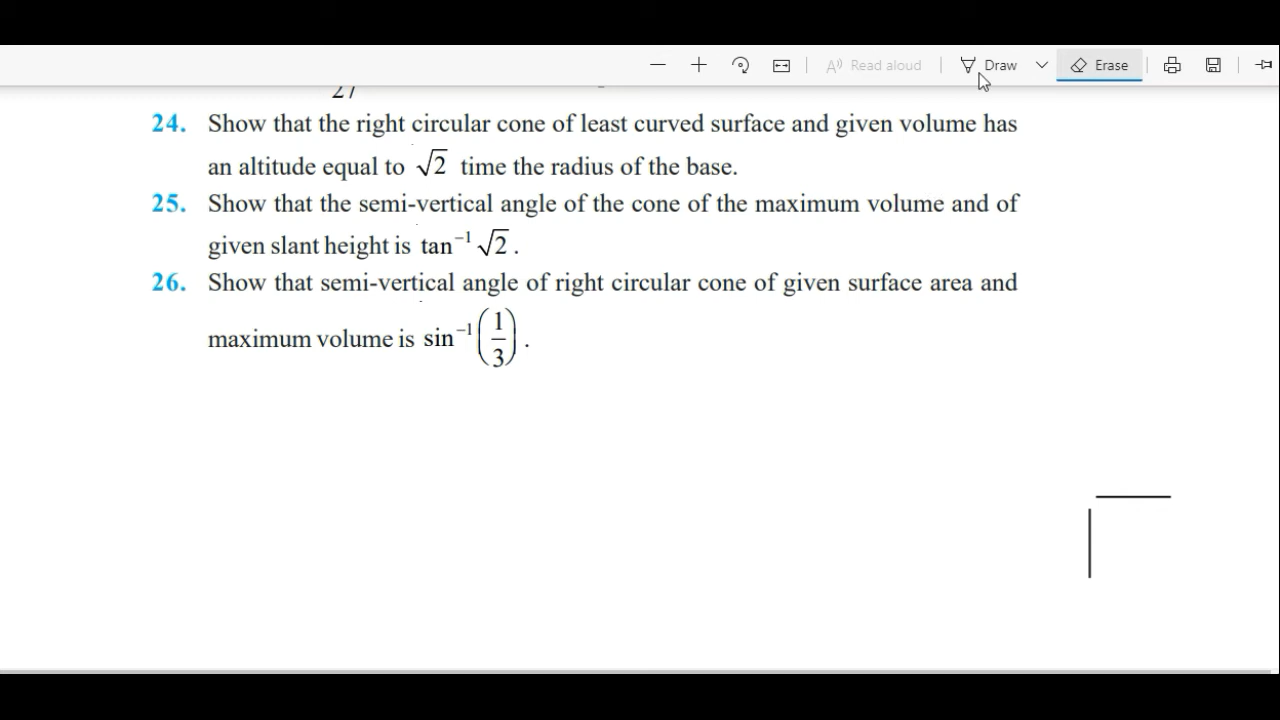 Read aloud Draw Erase
27
24. Show that the right circular cone of least curved surface and given volume has
an altitude equal to √2 time the radius of the base.
25. Show that the semi-vertical angle of the cone of the maximum volume and of
given slant height is tan⁻¹ √2 .
26. Show that semi-vertical angle of right circular cone of given surface area and
maximum volume is sin⁻¹ (1/3) .